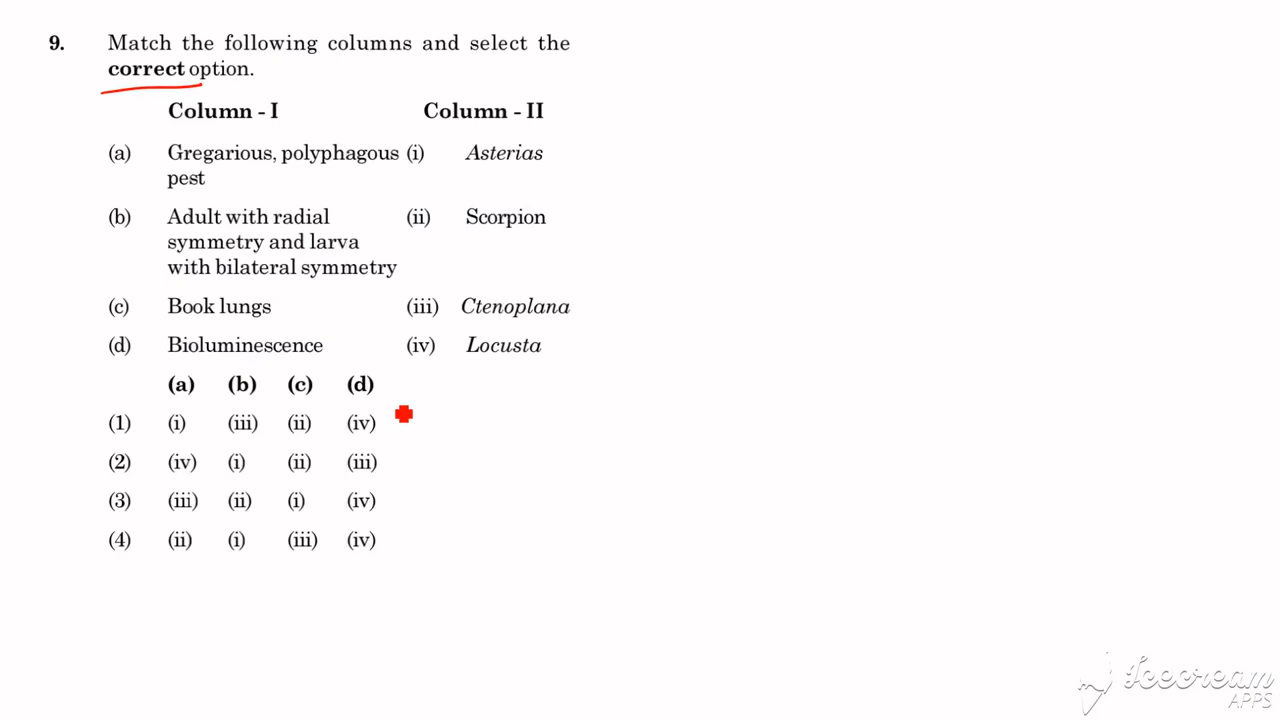 9. Match the following columns and select the
correct option.
Column - I Column - II
(a) Gregarious, polyphagous (i) Asterias
pest
(b) Adult with radial (ii) Scorpion
symmetry and larva
with bilateral symmetry
(c) Book lungs (iii) Ctenoplana
(d) Bioluminescence (iv) Locusta
(a) (b) (c) (d)
(1) (i) (iii) (ii) (iv)
(2) (iv) (i) (ii) (iii)
(3) (iii) (ii) (i) (iv)
(4) (ii) (i) (iii) (iv)
Icecream
APPS